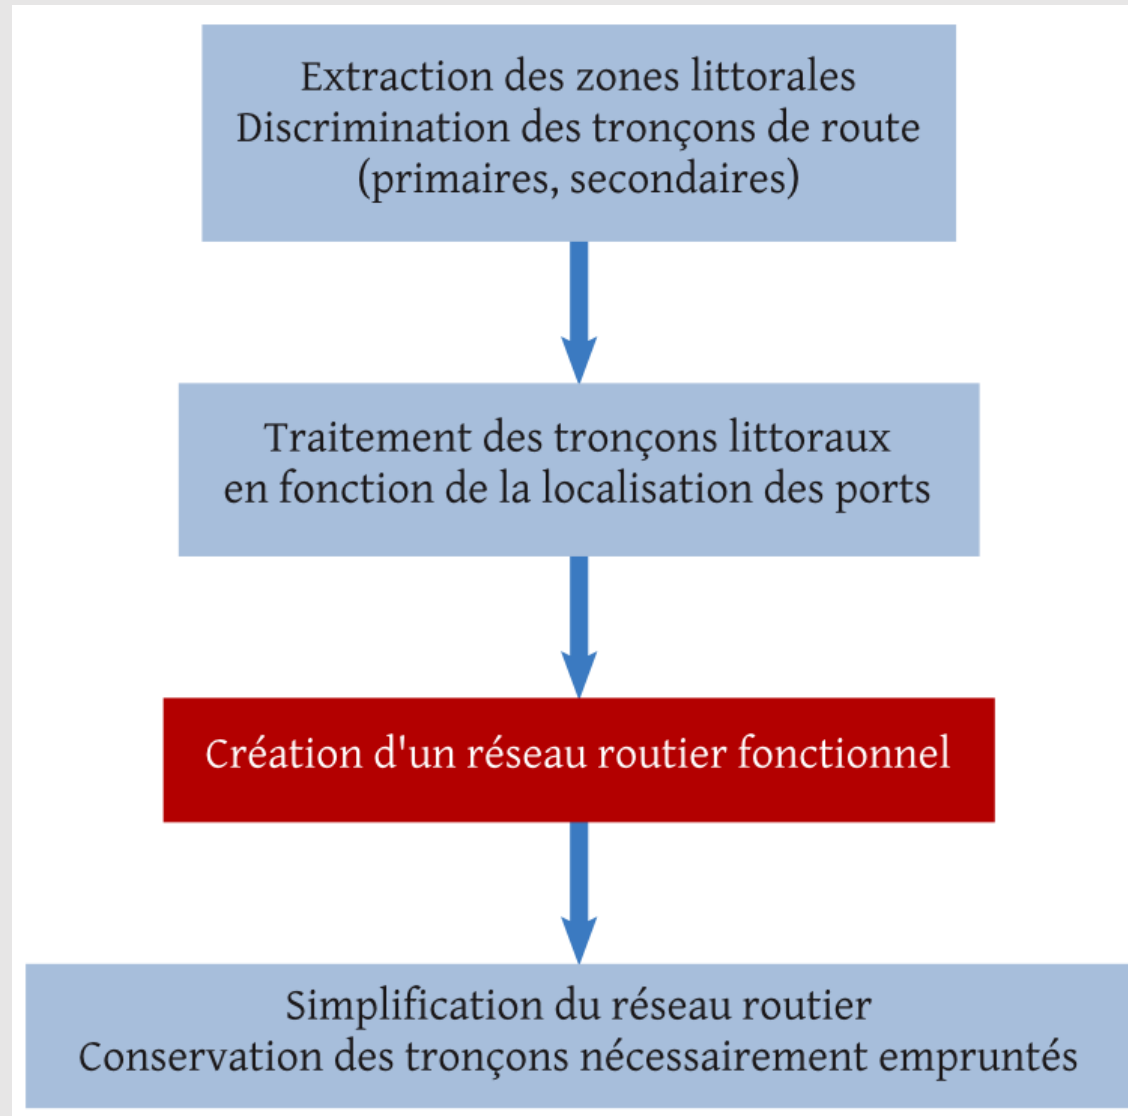 Extraction des zones littorales
Discrimination des tronçons de route
(primaires, secondaires)
Traitement des tronçons littoraux
en fonction de la localisation des ports
Création d'un réseau routier fonctionnel
Simplification du réseau routier
Conservation des tronçons nécessairement empruntés